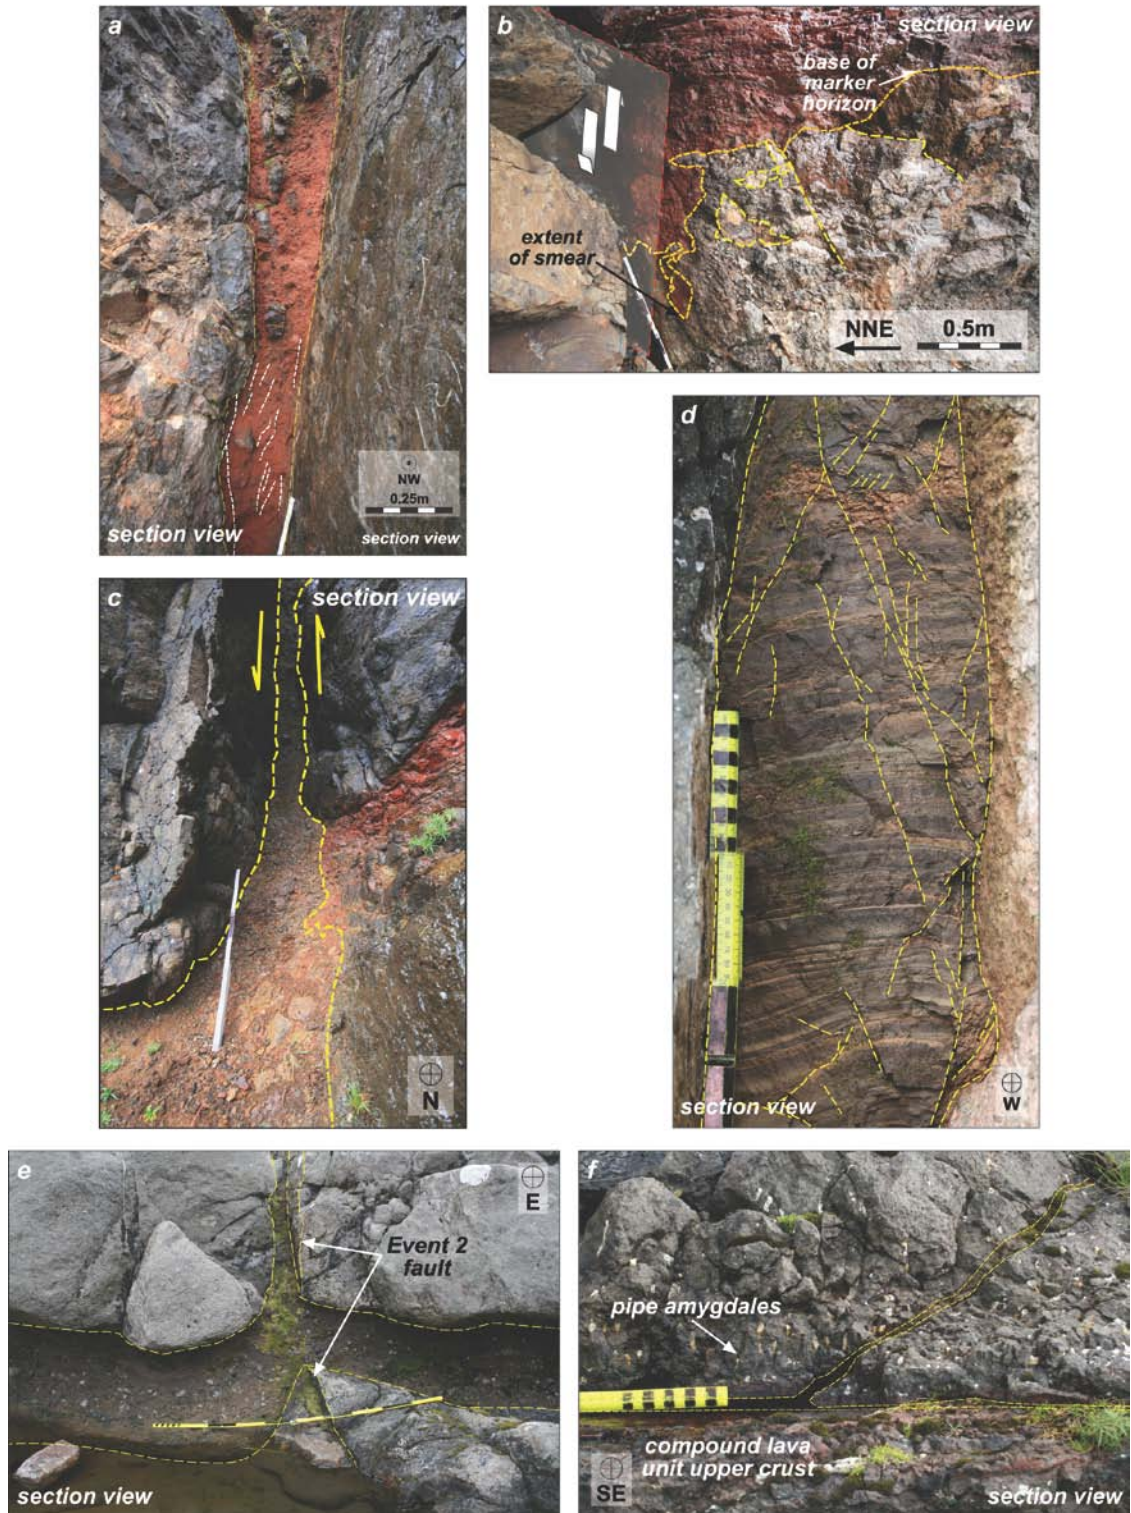 a
NW
0.25m
section view
section view
b
section view
base of
marker
horizon
extent
of smear
NNE
0.5m
c
section view
N
d
section view
W
e
E
Event 2
fault
section view
f
pipe amygdales
compound lava
unit upper crust
SE
section view